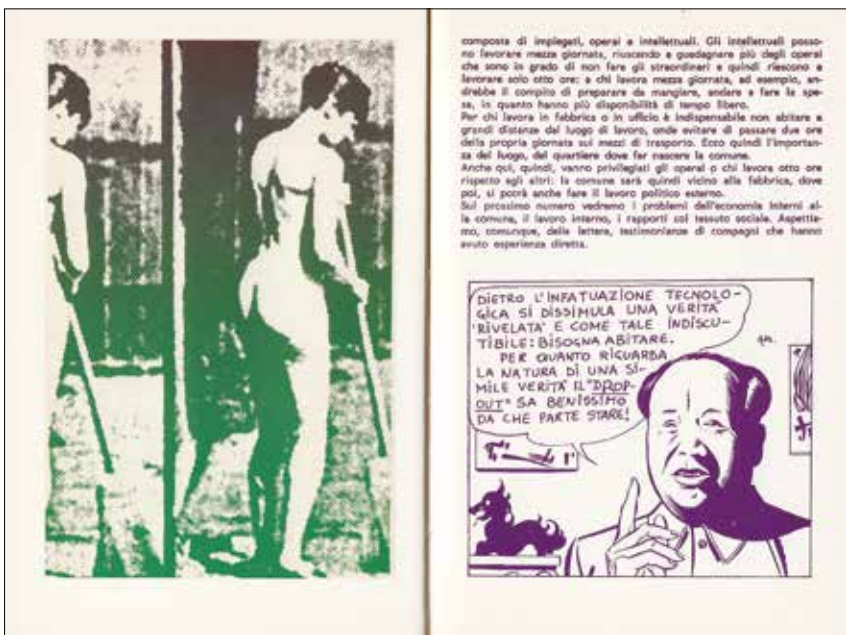 composta di impiegati, operai e intellettuali. Gli intellettuali posso-
no lavorare mezza giornata, riuscendo a guadagnare più degli operai
che sono in grado di non fare gli straordinari e quindi riescono a
lavorare solo otto ore: a chi lavora mezza giornata, ad esempio, an-
drebbe il compito di preparare da mangiare, andare a fare la spe-
sa, in quanto hanno più disponibilità di tempo libero.
Per chi lavora in fabbrica o in ufficio è indispensabile non abitare a
grandi distanze dal luogo di lavoro, onde evitare di passare due ore
della propria giornata sui mezzi di trasporto. Ecco quindi l'importan-
za del luogo, del quartiere dove far nascere la comune.
Anche qui, quindi, vanno privilegiati gli operai o chi lavora otto ore
rispetto agli altri: la comune sarà quindi vicino alla fabbrica, dove
poi, si potrà anche fare il lavoro politico esterno.
Sul prossimo numero vedremo i problemi dell'economia interni al-
la comune, il lavoro interno, i rapporti col tessuto sociale. Aspettia-
mo, comunque, delle lettere, testimonianze di compagni che hanno
avuto esperienza diretta.
DIETRO L'INFATUAZIONE TECNOLO-
GICA SI DISSIMULA UNA VERITÀ
'RIVELATA' E COME TALE INDISCU-
TIBILE: BISOGNA ABITARE.
PER QUANTO RIGUARDA
LA NATURA DI UNA SI-
MILE VERITÀ IL "DROP-
OUT" SA BENISSIMO
DA CHE PARTE STARE!